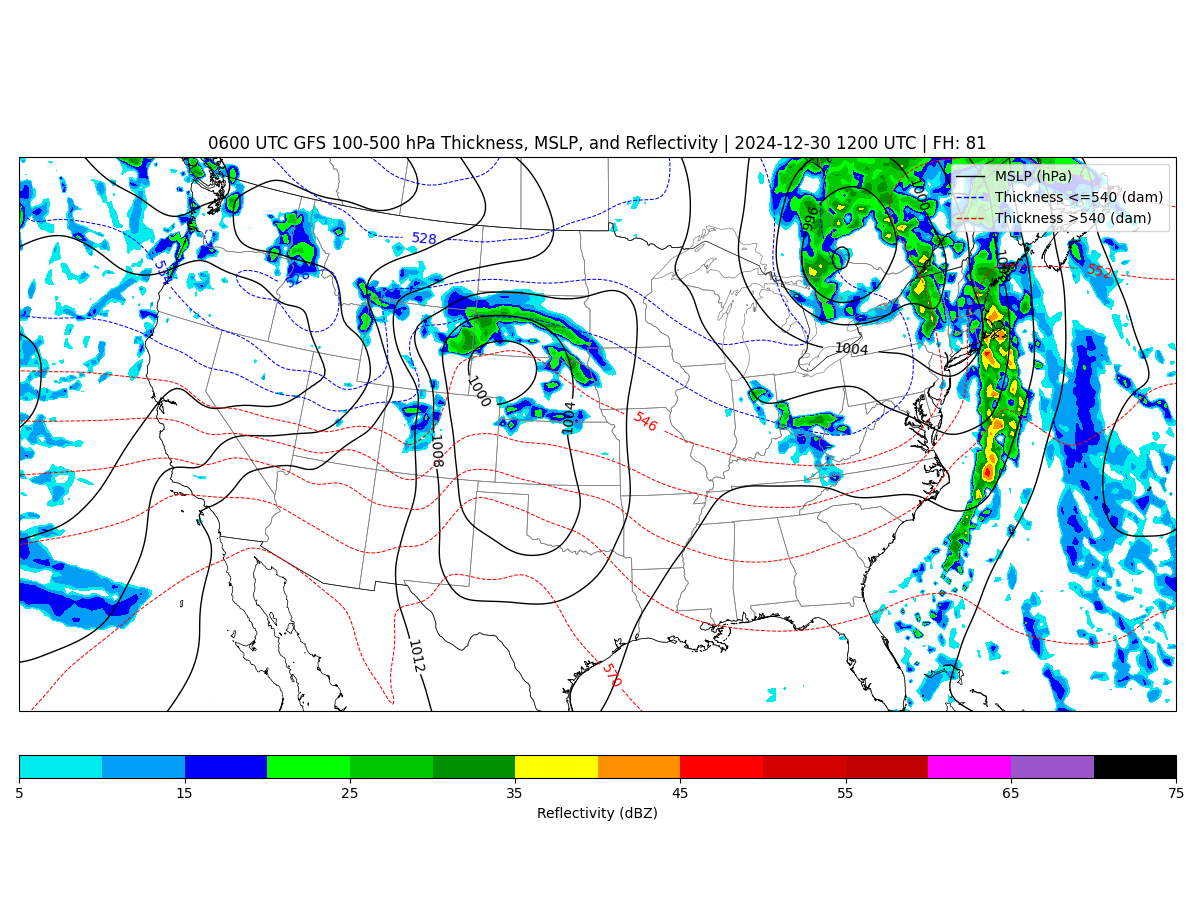 0600 UTC GFS 100-500 hPa Thickness, MSLP, and Reflectivity | 2024-12-30 1200 UTC | FH: 81
MSLP (hPa)
Thickness <=540 (dam)
Thickness >540 (dam)
996
528
552
1004
1000
546
1004
1008
1012
570
5 15 25 35 45 55 65 75
Reflectivity (dBZ)